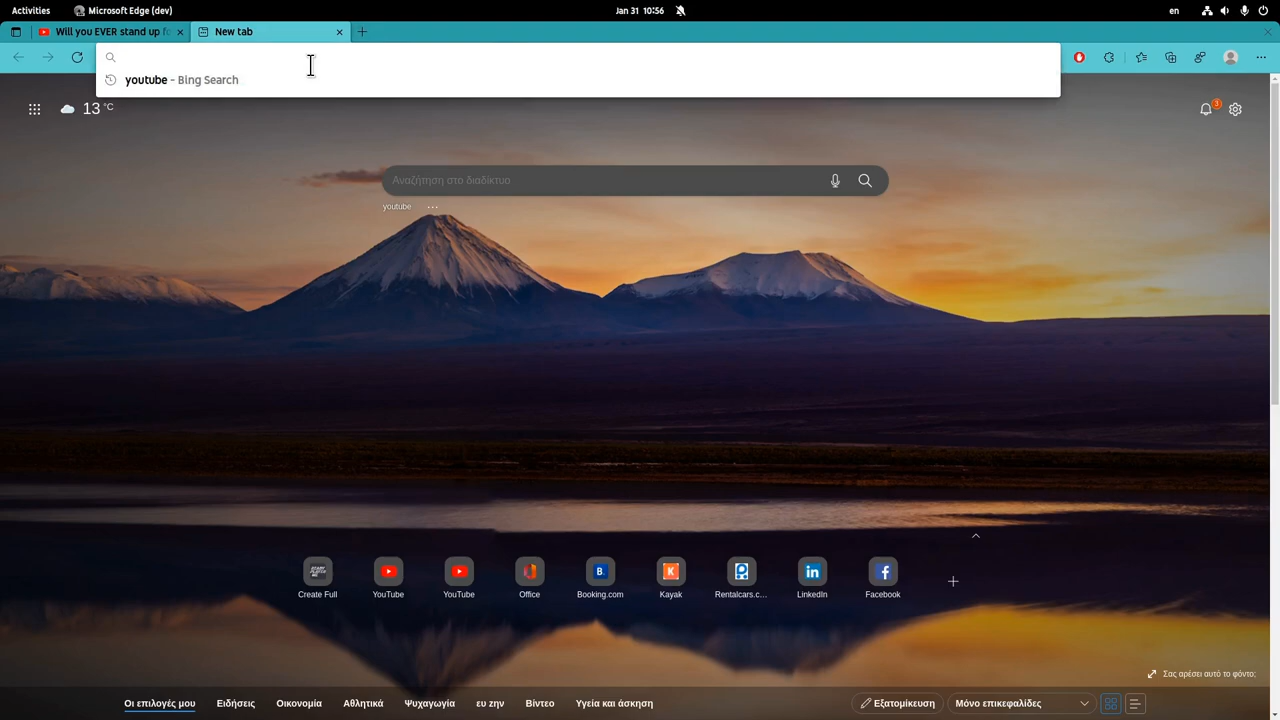 Activities
Microsoft Edge (dev)
Jan 31 10:56
en
Will you EVER stand up f
New tab
youtube - Bing Search
13 °C
3
Αναζήτηση στο διαδίκτυο
youtube
Create Full
YouTube
YouTube
Office
Booking.com
Kayak
Rentalcars.c...
LinkedIn
Facebook
Σας αρέσει αυτό το φόντο;
Οι επιλογές μου
Ειδήσεις
Οικονομία
Αθλητικά
Ψυχαγωγία
ευ ζην
Βίντεο
Υγεία και άσκηση
Εξατομίκευση
Μόνο επικεφαλίδες